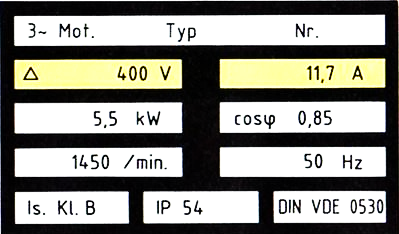 3~ Mot. Typ Nr.
△ 400 V 11,7 A
5,5 kW cosφ 0,85
1450 /min. 50 Hz
Is. Kl. B IP 54 DIN VDE 0530